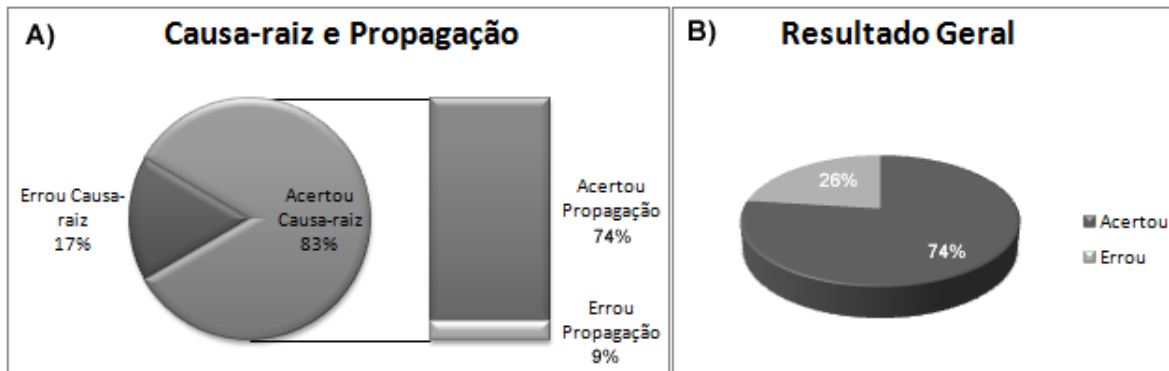 A)
Causa-raiz e Propagação
Errou Causa-
raiz
17%
Acertou
Causa-raiz
83%
Acertou
Propagação
74%
Errou
Propagação
9%
B)
Resultado Geral
26%
74%
Acertou
Errou